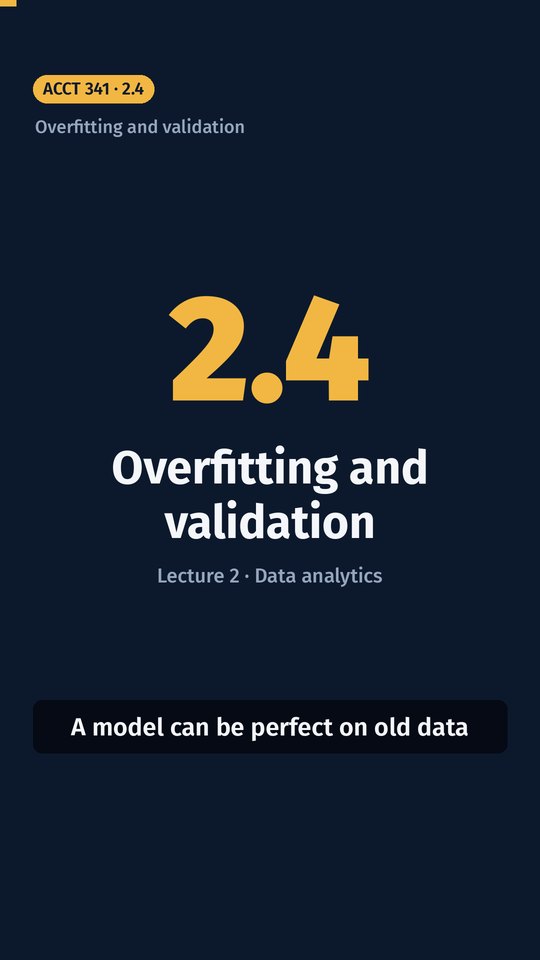 ACCT 341 · 2.4
Overfitting and validation
2.4
Overfitting and
validation
Lecture 2 · Data analytics
A model can be perfect on old data